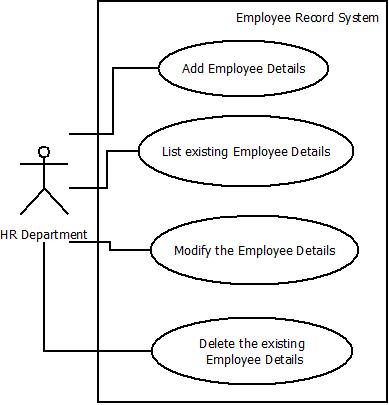 Employee Record System
Add Employee Details
List existing Employee Details
HR Department
Modify the Employee Details
Delete the existing
Employee Details